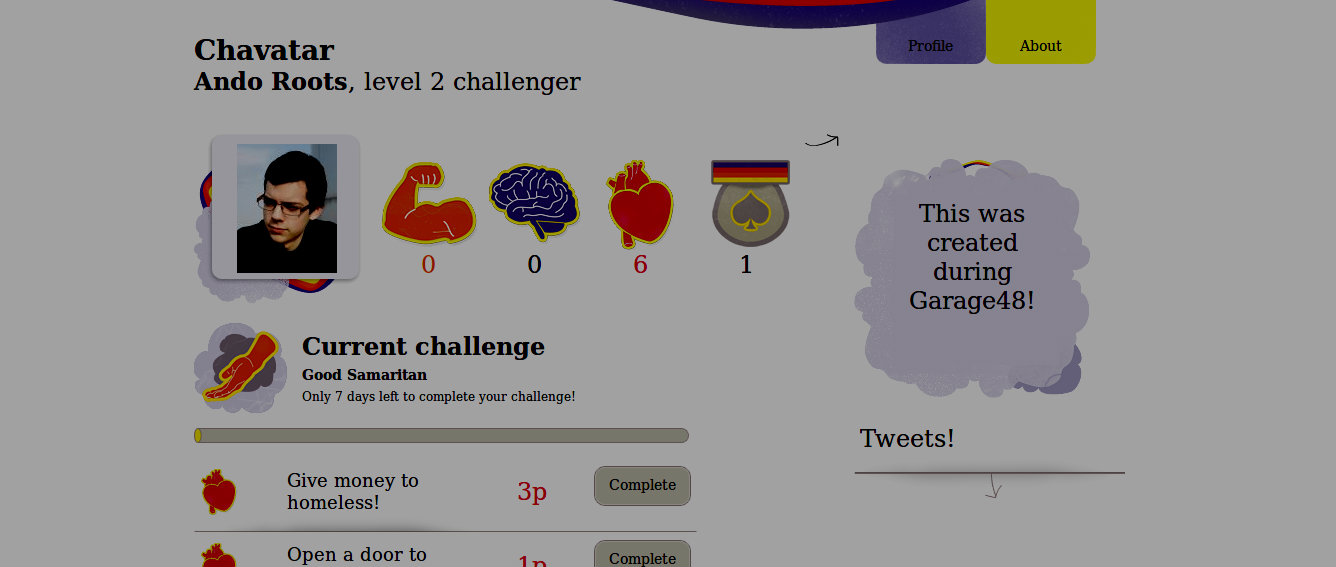 Profile
About
Chavatar
Ando Roots, level 2 challenger
0
0
6
1
This was
created
during
Garage48!
Current challenge
Good Samaritan
Only 7 days left to complete your challenge!
Tweets!
Give money to
homeless!
3p
Complete
Open a door to
1p
Complete